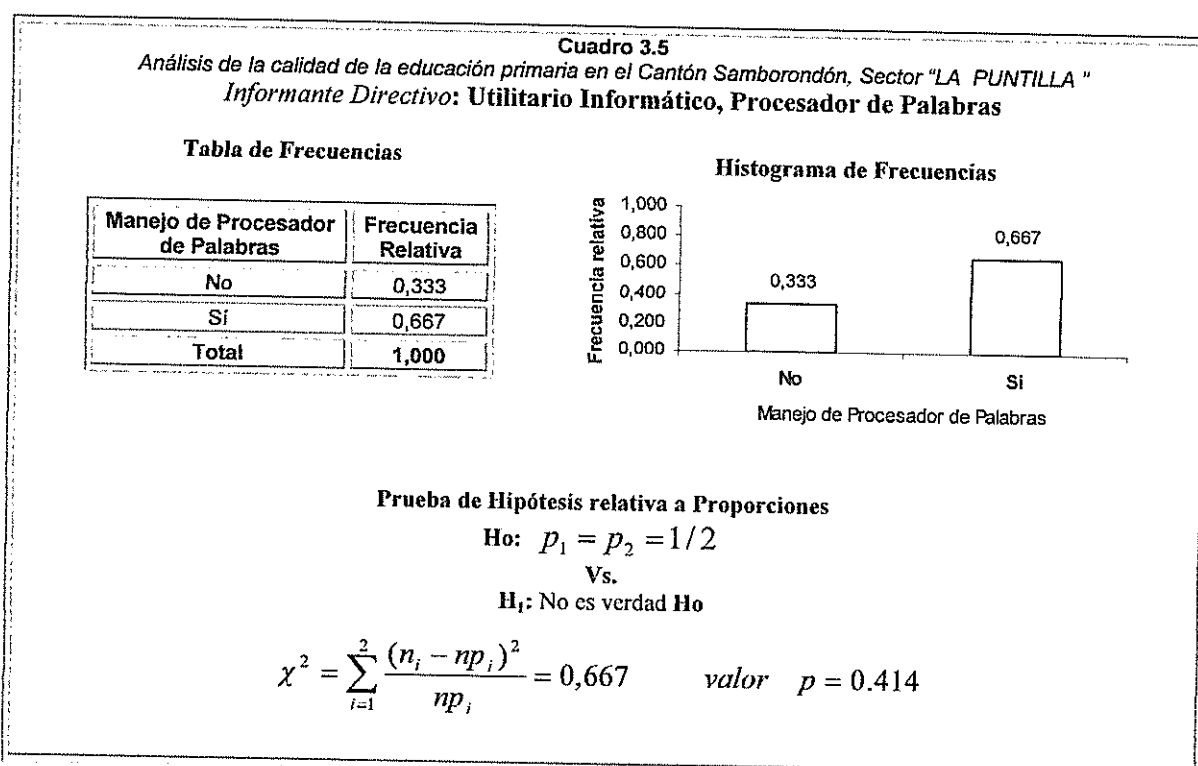 Cuadro 3.5
Análisis de la calidad de la educación primaria en el Cantón Samborondón, Sector "LA PUNTILLA "
Informante Directivo: Utilitario Informático, Procesador de Palabras
Tabla de Frecuencias
Manejo de Procesador de Palabras | Frecuencia Relativa
No | 0,333
Sí | 0,667
Total | 1,000
Histograma de Frecuencias
Frecuencia relativa
1,000
0,800
0,600
0,400
0,200
0,000
0,333
0,667
No Si
Manejo de Procesador de Palabras
Prueba de Hipótesis relativa a Proporciones
Ho: p₁ = p₂ = 1/2
Vs.
H₁: No es verdad Ho
χ² = ∑_{i=1}^{2} (n_i − np_i)² / np_i = 0,667 valor p = 0.414